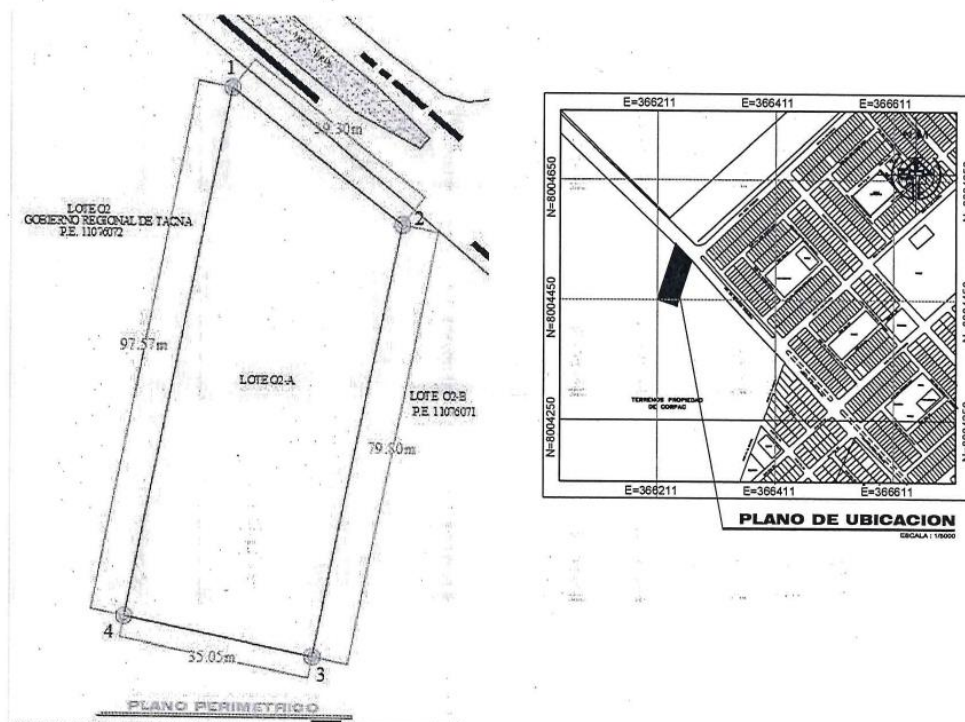 1
39.30m
2
LOTE 02
GOBIERNO REGIONAL DE TACNA
P.E. 11076072
97.57m
LOTE 02-A
LOTE 02-B
P.E. 11076071
79.80m
4
35.05m
3
PLANO PERIMETRICO
E=366211
E=366411
E=366611
N=8004650
N=8004450
N=8004250
TERRENOS PROPIEDAD
DE CORPAC
N=8004450
E=366211
E=366411
E=366611
PLANO DE UBICACION
ESCALA : 1/5000